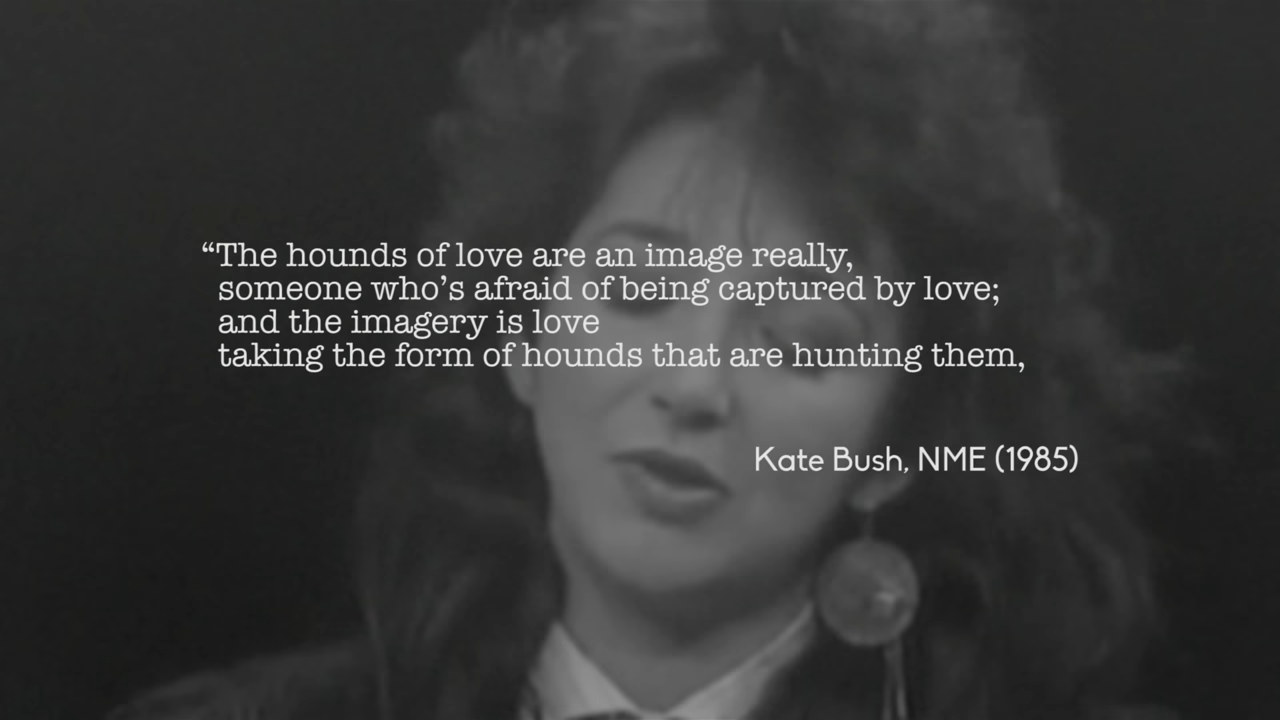 “The hounds of love are an image really,
someone who’s afraid of being captured by love;
and the imagery is love
taking the form of hounds that are hunting them,
Kate Bush, NME (1985)